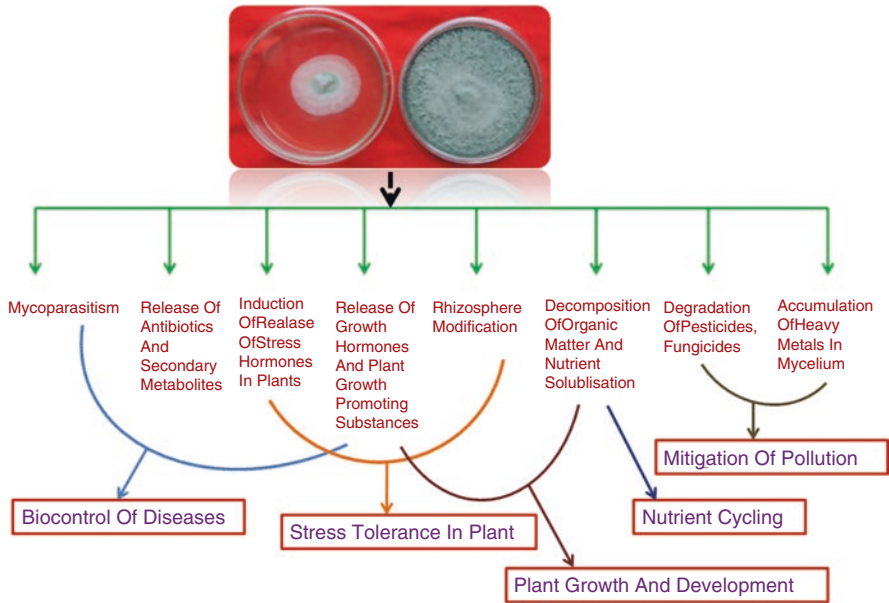 Mycoparasitism
Release Of
Antibiotics
And
Secondary
Metabolites
Induction
OfRealase
OfStress
Hormones
In Plants
Release Of
Growth
Hormones
And Plant
Growth
Promoting
Substances
Rhizosphere
Modification
Decomposition
OfOrganic
Matter And
Nutrient
Solublisation
Degradation
OfPesticides,
Fungicides
Accumulation
OfHeavy
Metals In
Mycelium
Mitigation Of Pollution
Biocontrol Of Diseases
Stress Tolerance In Plant
Nutrient Cycling
Plant Growth And Development